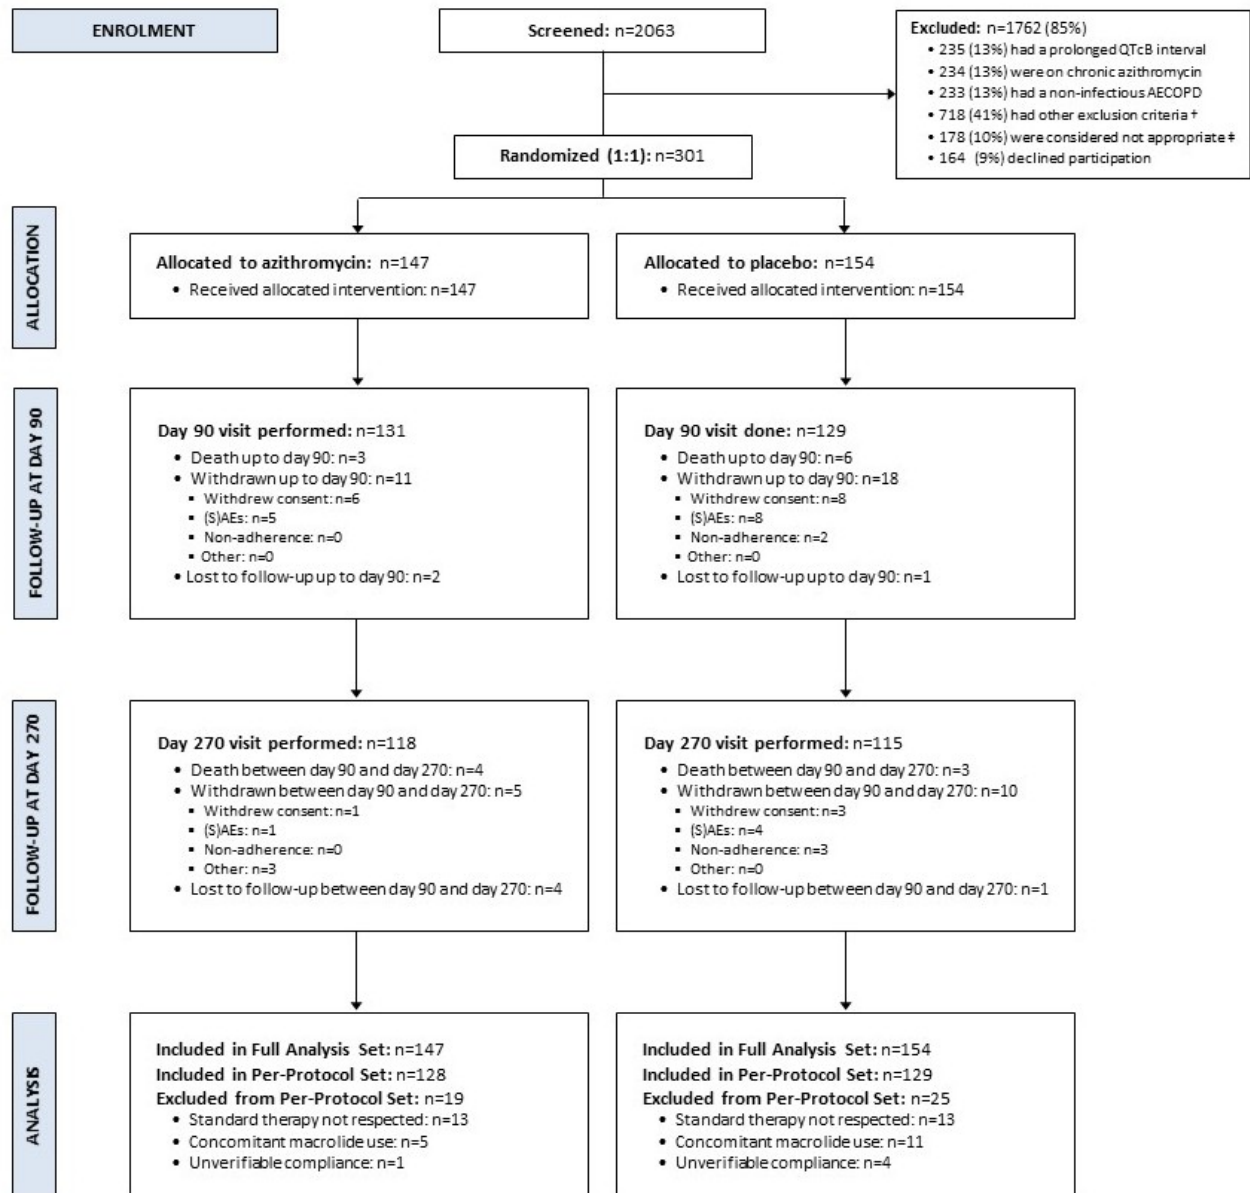 ENROLMENT
Screened: n=2063
Excluded: n=1762 (85%)
• 235 (13%) had a prolonged QTcB interval
• 234 (13%) were on chronic azithromycin
• 233 (13%) had a non-infectious AECOPD
• 718 (41%) had other exclusion criteria †
• 178 (10%) were considered not appropriate ‡
• 164 (9%) declined participation
Randomized (1:1): n=301
ALLOCATION
Allocated to azithromycin: n=147
• Received allocated intervention: n=147
Allocated to placebo: n=154
• Received allocated intervention: n=154
FOLLOW-UP AT DAY 90
Day 90 visit performed: n=131
• Death up to day 90: n=3
• Withdrawn up to day 90: n=11
▪ Withdrew consent: n=6
▪ (S)AEs: n=5
▪ Non-adherence: n=0
▪ Other: n=0
• Lost to follow-up up to day 90: n=2
Day 90 visit done: n=129
• Death up to day 90: n=6
• Withdrawn up to day 90: n=18
▪ Withdrew consent: n=8
▪ (S)AEs: n=8
▪ Non-adherence: n=2
▪ Other: n=0
• Lost to follow-up up to day 90: n=1
FOLLOW-UP AT DAY 270
Day 270 visit performed: n=118
• Death between day 90 and day 270: n=4
• Withdrawn between day 90 and day 270: n=5
▪ Withdrew consent: n=1
▪ (S)AEs: n=1
▪ Non-adherence: n=0
▪ Other: n=3
• Lost to follow-up between day 90 and day 270: n=4
Day 270 visit performed: n=115
• Death between day 90 and day 270: n=3
• Withdrawn between day 90 and day 270: n=10
▪ Withdrew consent: n=3
▪ (S)AEs: n=4
▪ Non-adherence: n=3
▪ Other: n=0
• Lost to follow-up between day 90 and day 270: n=1
ANALYSIS
Included in Full Analysis Set: n=147
Included in Per-Protocol Set: n=128
Excluded from Per-Protocol Set: n=19
• Standard therapy not respected: n=13
• Concomitant macrolide use: n=5
• Unverifiable compliance: n=1
Included in Full Analysis Set: n=154
Included in Per-Protocol Set: n=129
Excluded from Per-Protocol Set: n=25
• Standard therapy not respected: n=13
• Concomitant macrolide use: n=11
• Unverifiable compliance: n=4